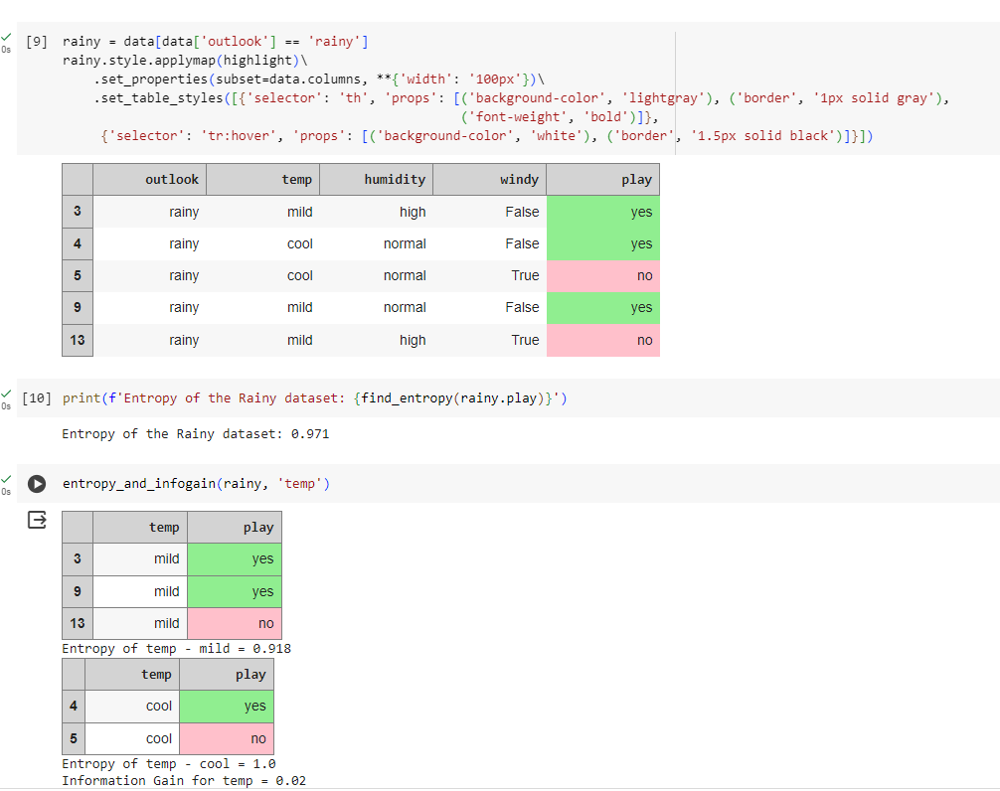 [9] rainy = data[data['outlook'] == 'rainy']
rainy.style.applymap(highlight)\
.set_properties(subset=data.columns, **{'width': '100px'})\
.set_table_styles([{'selector': 'th', 'props': [('background-color', 'lightgray'), ('border', '1px solid gray'),
('font-weight', 'bold')]},
{'selector': 'tr:hover', 'props': [('background-color', 'white'), ('border', '1.5px solid black')]}])
0s
outlook temp humidity windy play
3 rainy mild high False yes
4 rainy cool normal False yes
5 rainy cool normal True no
9 rainy mild normal False yes
13 rainy mild high True no
[10] print(f'Entropy of the Rainy dataset: {find_entropy(rainy.play)}')
0s
Entropy of the Rainy dataset: 0.971
entropy_and_infogain(rainy, 'temp')
0s
temp play
3 mild yes
9 mild yes
13 mild no
Entropy of temp - mild = 0.918
temp play
4 cool yes
5 cool no
Entropy of temp - cool = 1.0
Information Gain for temp = 0.02